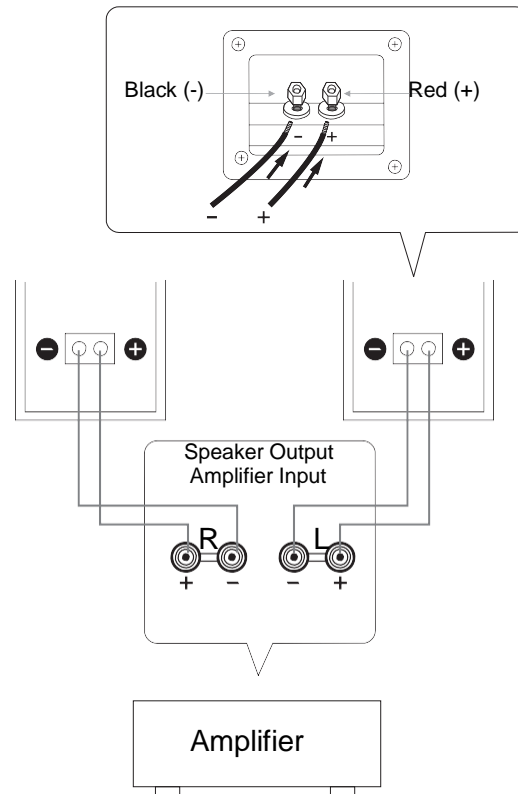 Black (-) Red (+)
- +
- +
- + - +
Speaker Output
Amplifier Input
R L
+ - - +
Amplifier